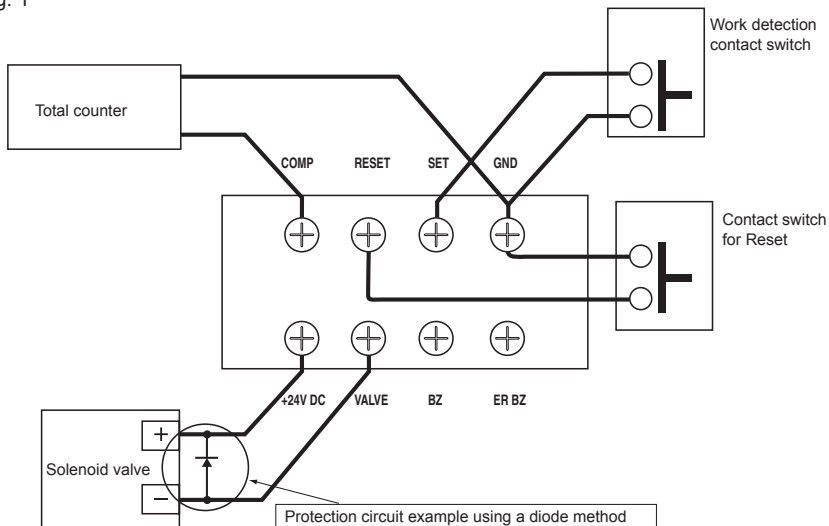 g. 1
Work detection
contact switch
Total counter
COMP RESET SET GND
Contact switch
for Reset
+24V DC VALVE BZ ER BZ
+
Solenoid valve
−
Protection circuit example using a diode method